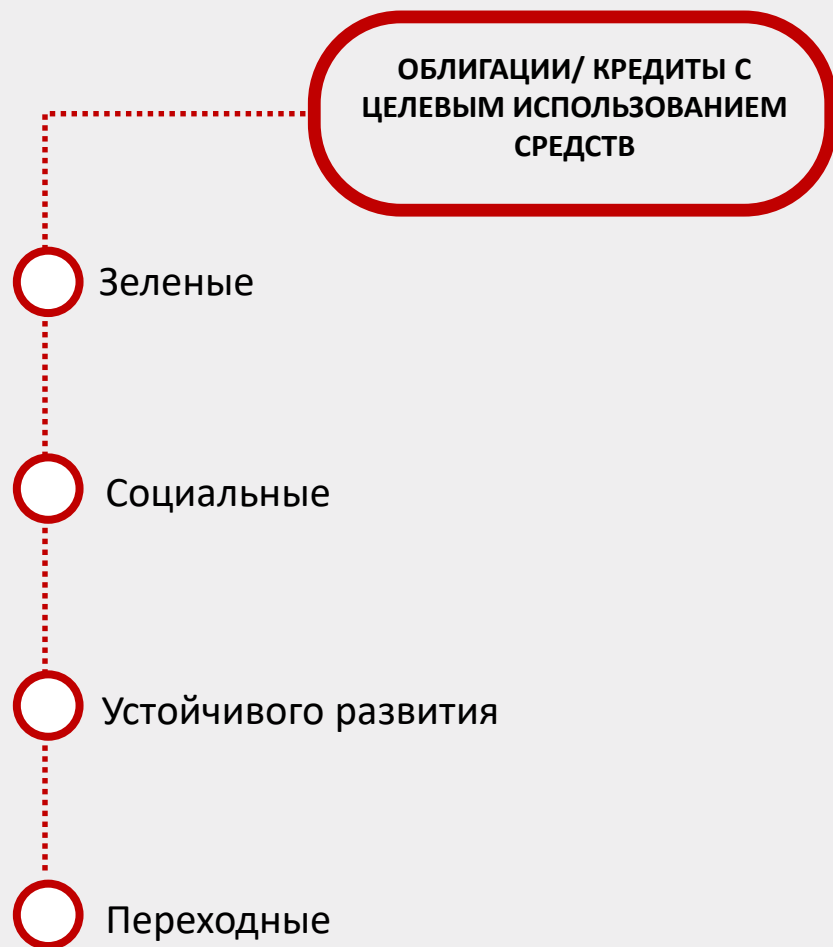 ОБЛИГАЦИИ/ КРЕДИТЫ С
ЦЕЛЕВЫМ ИСПОЛЬЗОВАНИЕМ
СРЕДСТВ
Зеленые
Социальные
Устойчивого развития
Переходные